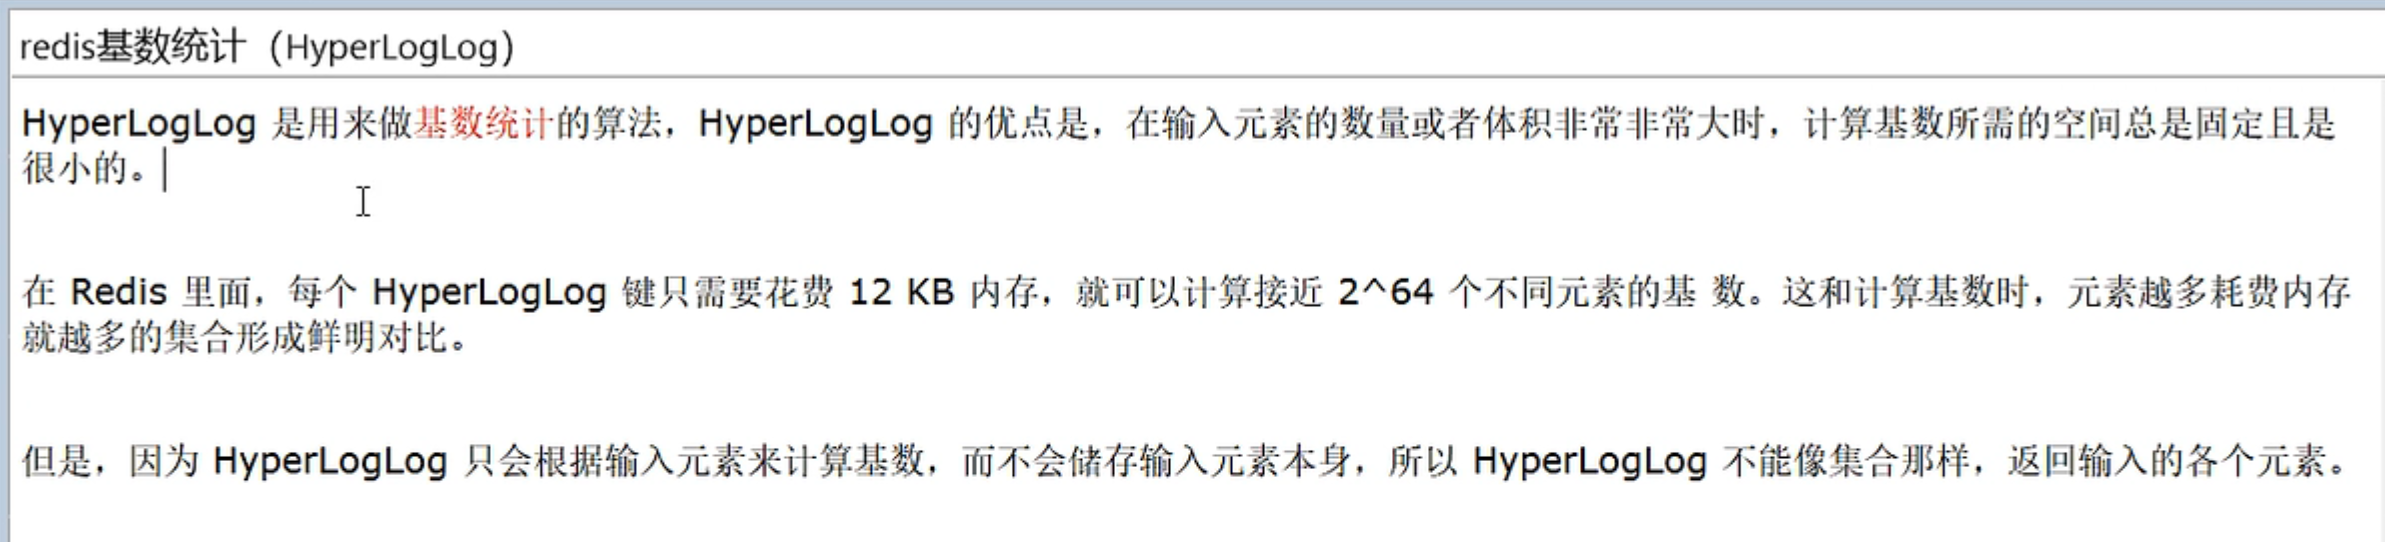 redis基数统计（HyperLogLog）
HyperLogLog 是用来做基数统计的算法，HyperLogLog 的优点是，在输入元素的数量或者体积非常非常大时，计算基数所需的空间总是固定且是
很小的。
在 Redis 里面，每个 HyperLogLog 键只需要花费 12 KB 内存，就可以计算接近 2^64 个不同元素的基 数。这和计算基数时，元素越多耗费内存
就越多的集合形成鲜明对比。
但是，因为 HyperLogLog 只会根据输入元素来计算基数，而不会储存输入元素本身，所以 HyperLogLog 不能像集合那样，返回输入的各个元素。